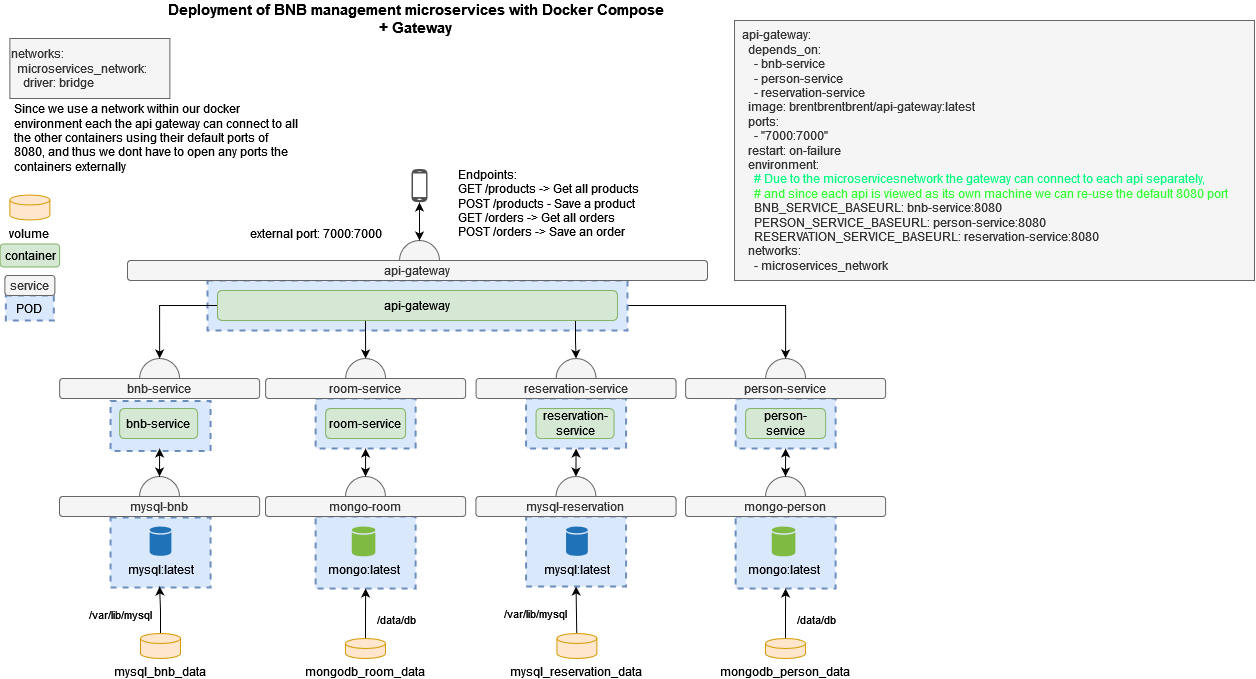 Deployment of BNB management microservices with Docker Compose
+ Gateway
networks:
microservices_network:
driver: bridge
Since we use a network within our docker
environment each the api gateway can connect to all
the other containers using their default ports of
8080, and thus we dont have to open any ports the
containers externally
volume
container
service
POD
Endpoints:
GET /products -> Get all products
POST /products - Save a product
GET /orders -> Get all orders
POST /orders -> Save an order
external port: 7000:7000
api-gateway:
depends_on:
- bnb-service
- person-service
- reservation-service
image: brentbrentbrent/api-gateway:latest
ports:
- "7000:7000"
restart: on-failure
environment:
# Due to the microservicesnetwork the gateway can connect to each api separately,
# and since each api is viewed as its own machine we can re-use the default 8080 port
BNB_SERVICE_BASEURL: bnb-service:8080
PERSON_SERVICE_BASEURL: person-service:8080
RESERVATION_SERVICE_BASEURL: reservation-service:8080
networks:
- microservices_network
api-gateway
api-gateway
bnb-service
room-service
reservation-service
person-service
bnb-service
room-service
reservation-
service
person-
service
mysql-bnb
mongo-room
mysql-reservation
mongo-person
mysql:latest
mongo:latest
mysql:latest
mongo:latest
/var/lib/mysql
/data/db
/var/lib/mysql
/data/db
mysql_bnb_data
mongodb_room_data
mysql_reservation_data
mongodb_person_data